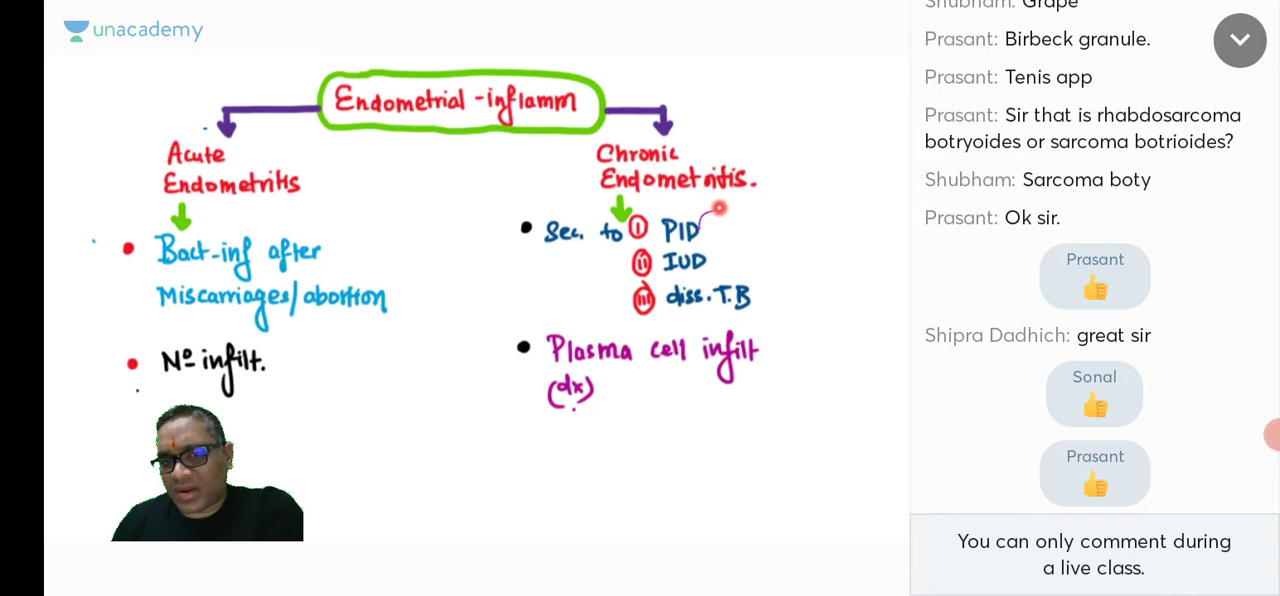 unacademy
Endometrial-inflamm
Acute
Endometritis
Bact-inf after
Miscarriages/abortion
Nº infilt.
Chronic
Endometritis.
Sec. to (i) PID
(ii) IUD
(iii) diss. T.B
Plasma cell infilt
(dx)
Shubham: Grape
Prasant: Birbeck granule.
Prasant: Tenis app
Prasant: Sir that is rhabdosarcoma
botryoides or sarcoma botrioides?
Shubham: Sarcoma boty
Prasant: Ok sir.
Prasant
Shipra Dadhich: great sir
Sonal
Prasant
You can only comment during
a live class.